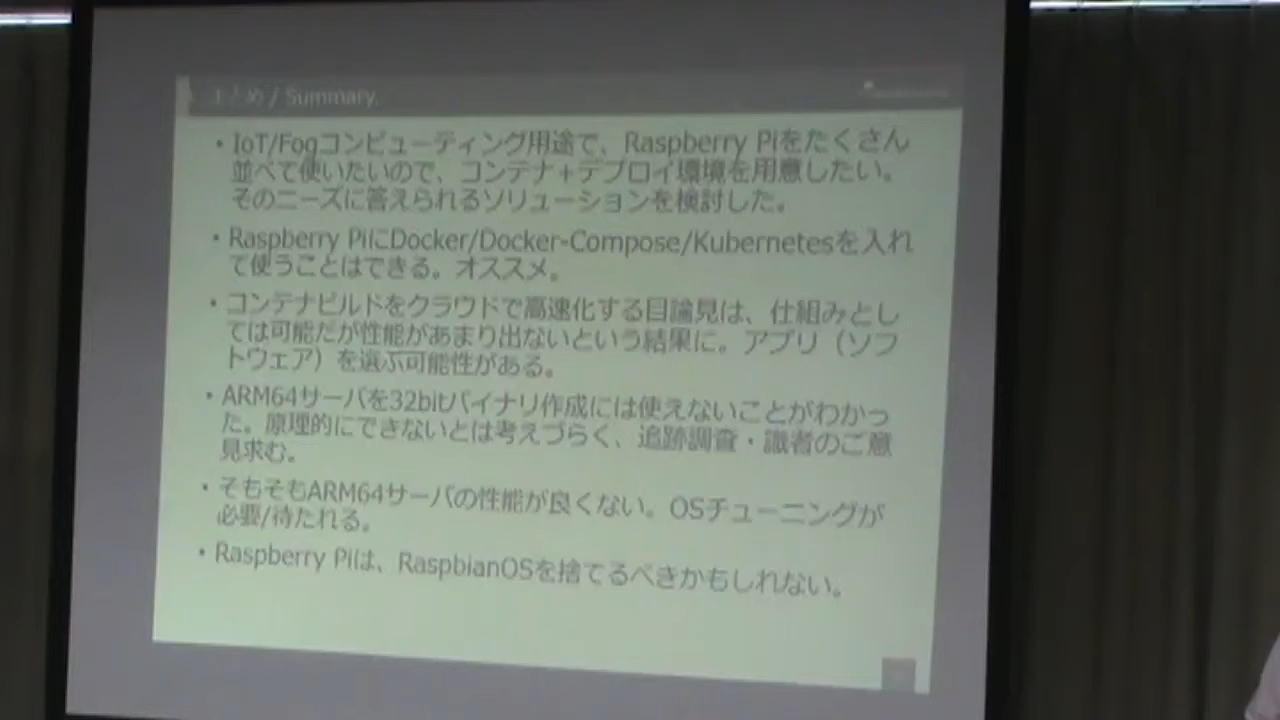 まとめ / Summary.
・IoT/Fogコンピューティング用途で、Raspberry Piをたくさん
並べて使いたいので、コンテナ+デプロイ環境を用意したい。
そのニーズに答えられるソリューションを検討した。
・Raspberry PiにDocker/Docker-Compose/Kubernetesを入れ
て使うことはできる。オススメ。
・コンテナビルドをクラウドで高速化する目論見は、仕組みとし
ては可能だが性能があまり出ないという結果に。アプリ(ソフ
トウェア)を選ぶ可能性がある。
・ARM64サーバを32bitバイナリ作成には使えないことがわかっ
た。原理的にできないとは考えづらく、追跡調査・識者のご意
見求む。
・そもそもARM64サーバの性能が良くない。OSチューニングが
必要/待たれる。
・Raspberry Piは、RaspbianOSを捨てるべきかもしれない。